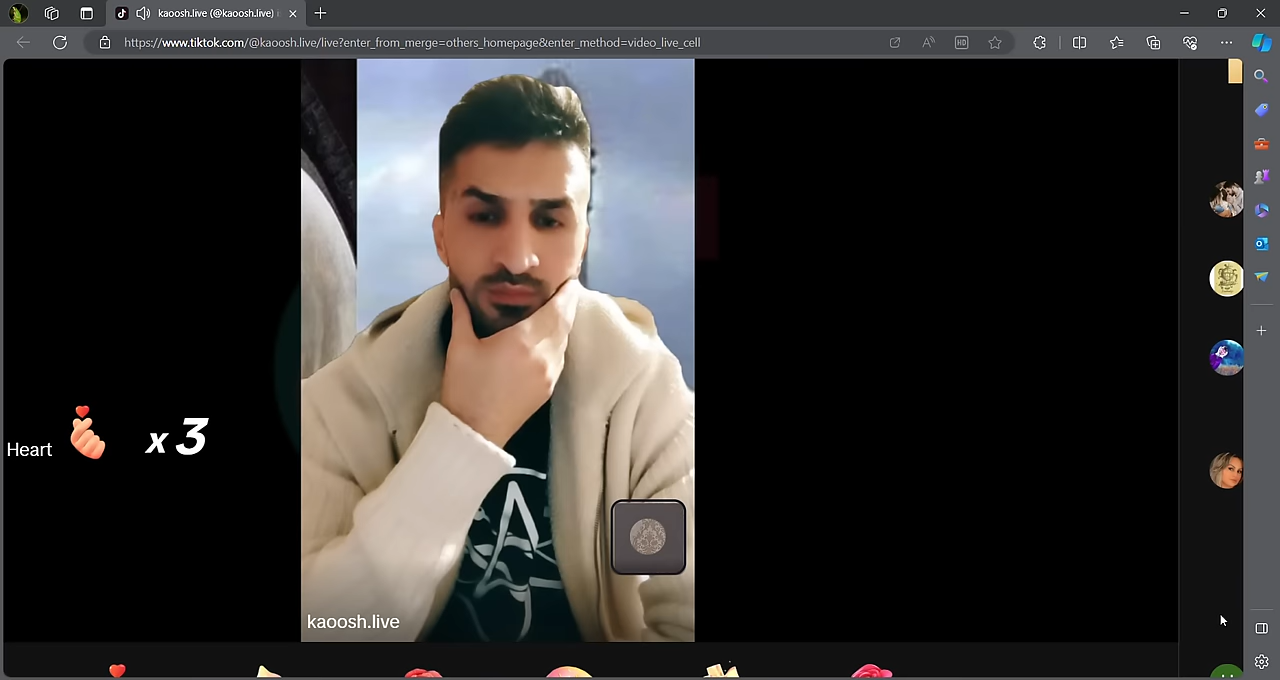 kaoosh.live (@kaoosh.live) i
https://www.tiktok.com/@kaoosh.live/live?enter_from_merge=others_homepage&enter_method=video_live_cell
Heart
x 3
kaoosh.live